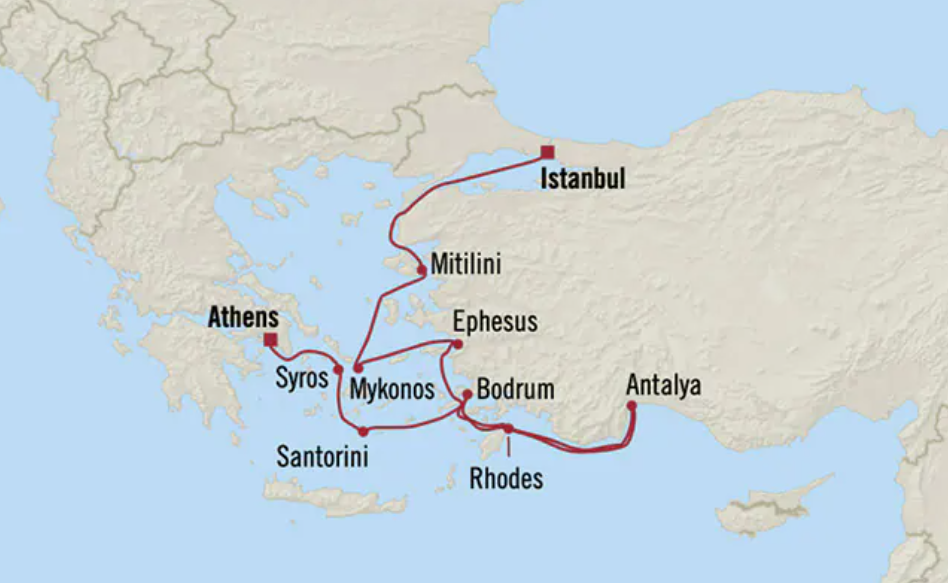 Istanbul
Mitilini
Athens
Ephesus
Syros
Mykonos
Bodrum
Antalya
Santorini
Rhodes